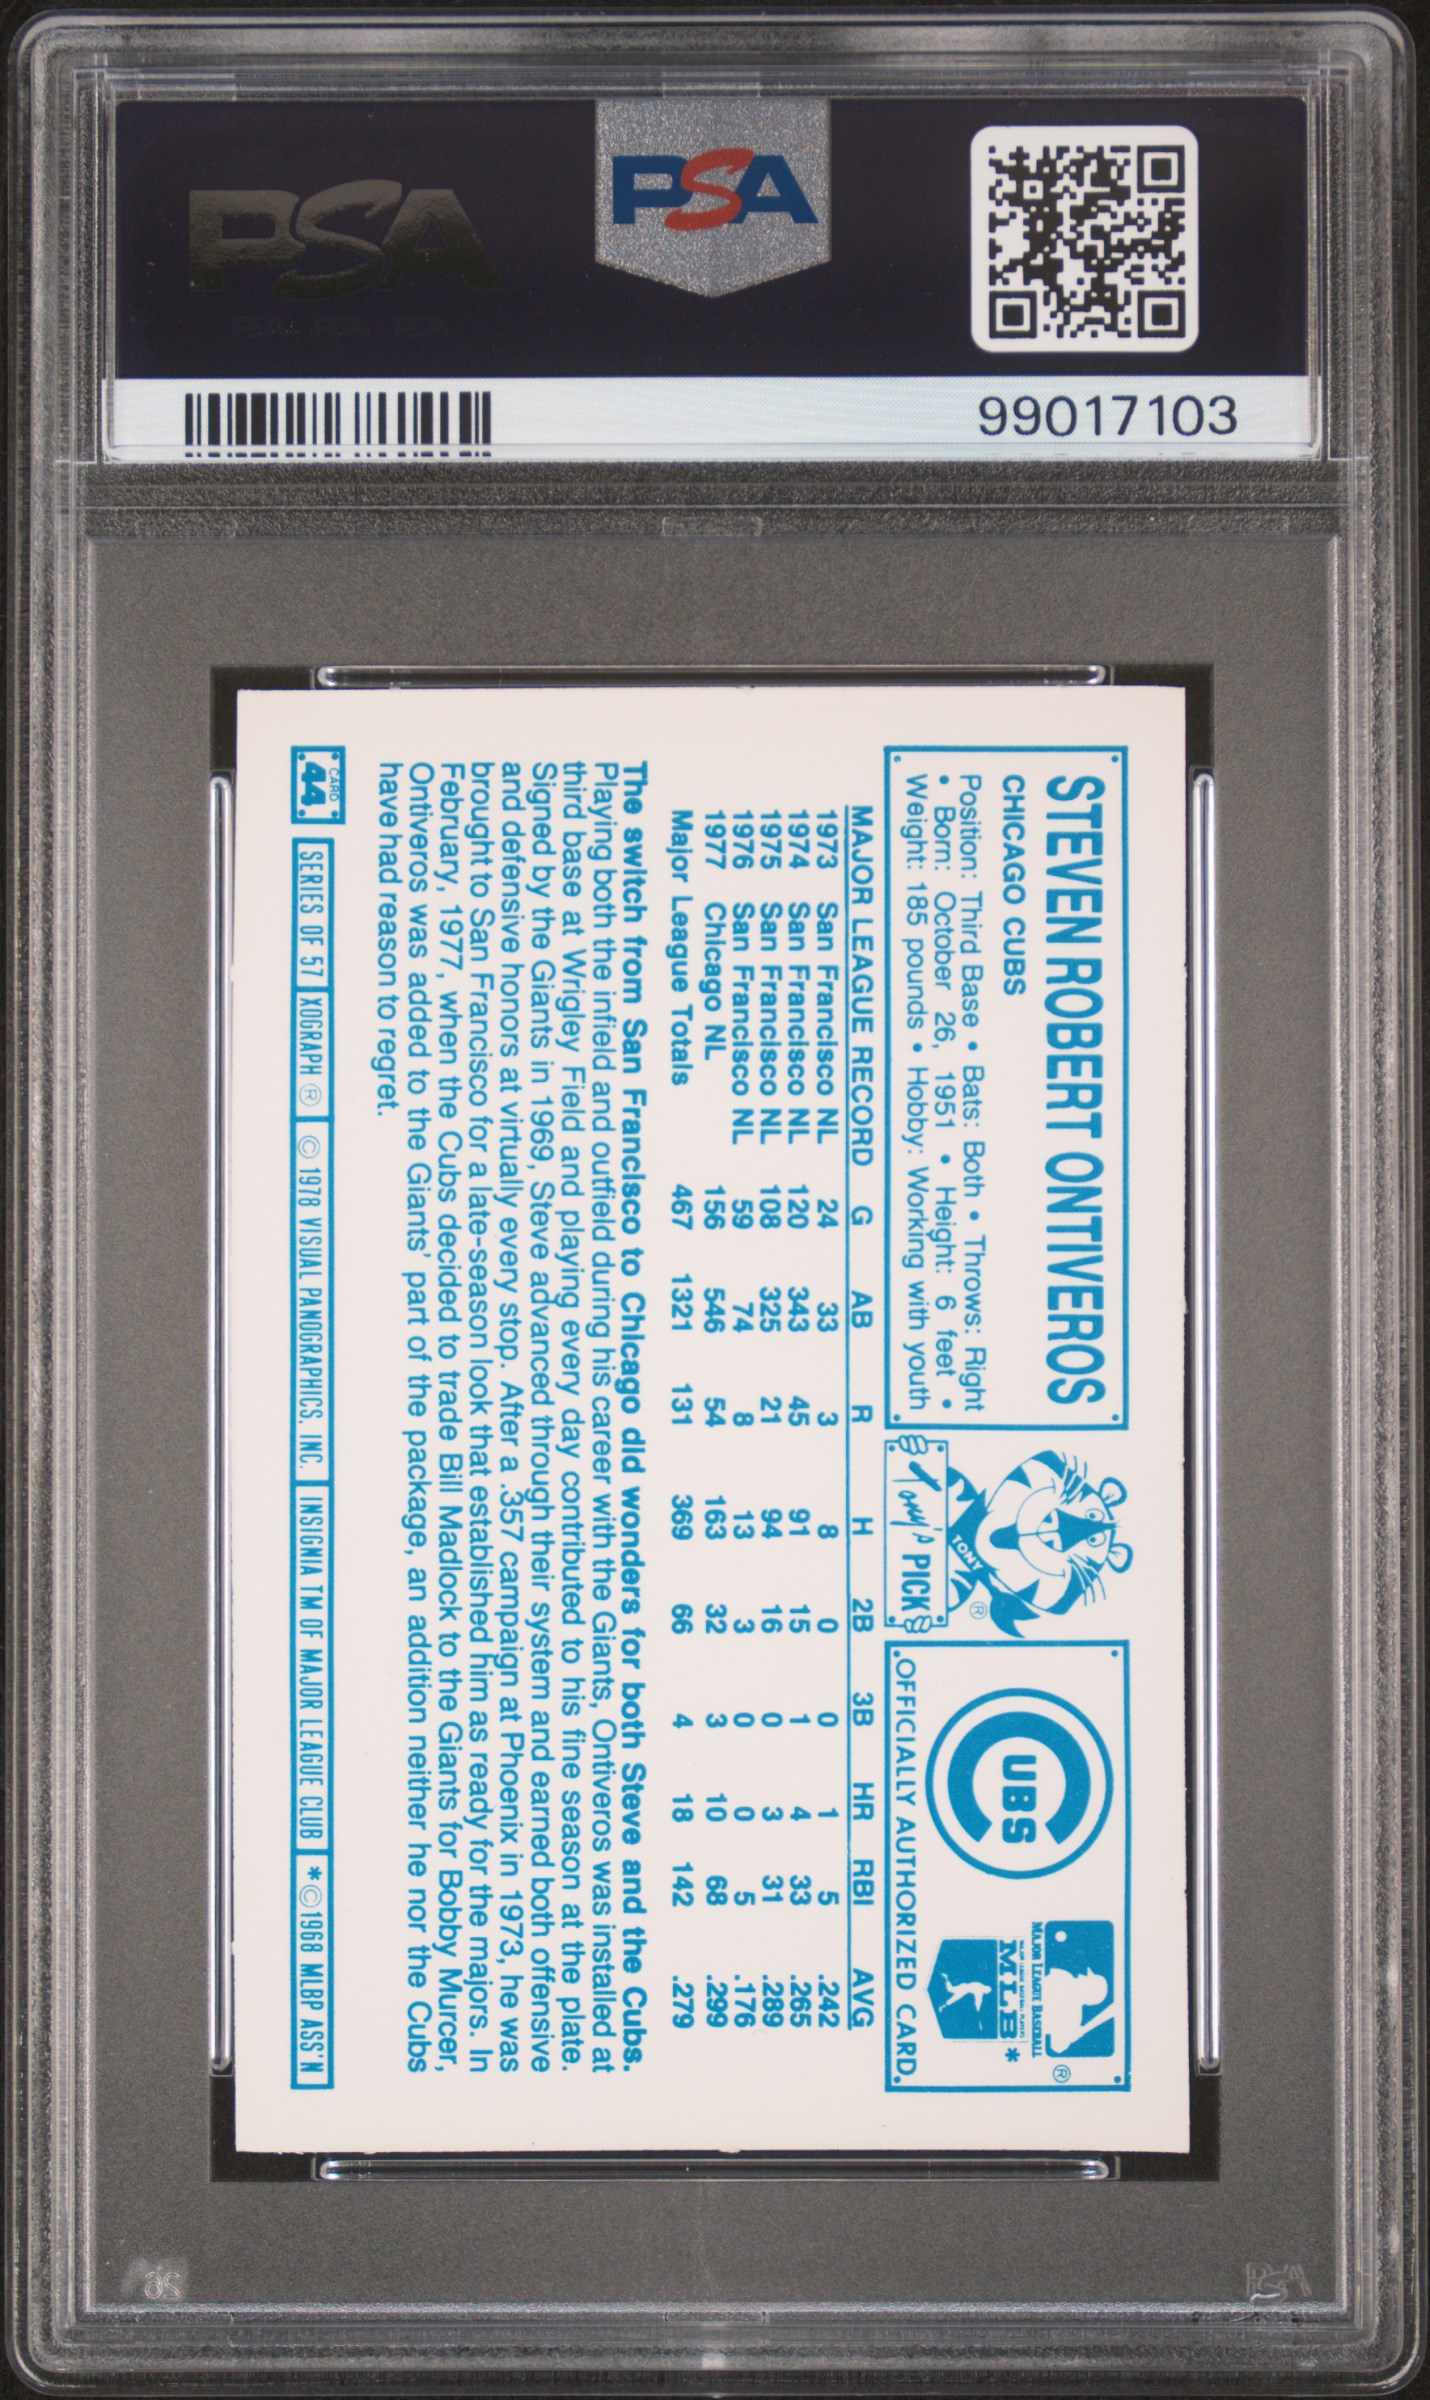 PSA
PSA
99017103
STEVEN ROBERT ONTIVEROS
CHICAGO CUBS
Position: Third Base • Bats: Both • Throws: Right
• Born: October 26, 1951 • Height: 6 feet •
Weight: 185 pounds • Hobby: Working with youth
TONY
®
Tony's PICK
CUBS
MAJOR LEAGUE BASEBALL
®
MLB *
OFFICIALLY AUTHORIZED CARD
MAJOR LEAGUE RECORD G AB R H 2B 3B HR RBI AVG
1973 San Francisco NL 24 33 3 8 0 0 1 5 .242
1974 San Francisco NL 120 343 45 91 15 1 4 33 .265
1975 San Francisco NL 108 325 21 94 16 0 3 31 .289
1976 San Francisco NL 59 74 8 13 3 0 0 5 .176
1977 Chicago NL 156 546 54 163 32 3 10 68 .299
Major League Totals 467 1321 131 369 66 4 18 142 .279
The switch from San Francisco to Chicago did wonders for both Steve and the Cubs.
Playing both the infield and outfield during his career with the Giants, Ontiveros was installed at
third base at Wrigley Field and playing every day contributed to his fine season at the plate.
Signed by the Giants in 1969, Steve advanced through their system and earned both offensive
and defensive honors at virtually every stop. After a .357 campaign at Phoenix in 1973, he was
brought to San Francisco for a late-season look that established him as ready for the majors. In
February, 1977, when the Cubs decided to trade Bill Madlock to the Giants for Bobby Murcer,
Ontiveros was added to the Giants' part of the package, an addition neither he nor the Cubs
have had reason to regret.
CARD
44
SERIES OF 57 XOGRAPH ® © 1978 VISUAL PANOGRAPHICS, INC. INSIGNIA TM OF MAJOR LEAGUE CLUB *©1968 MLBP ASS'N
26
PSA